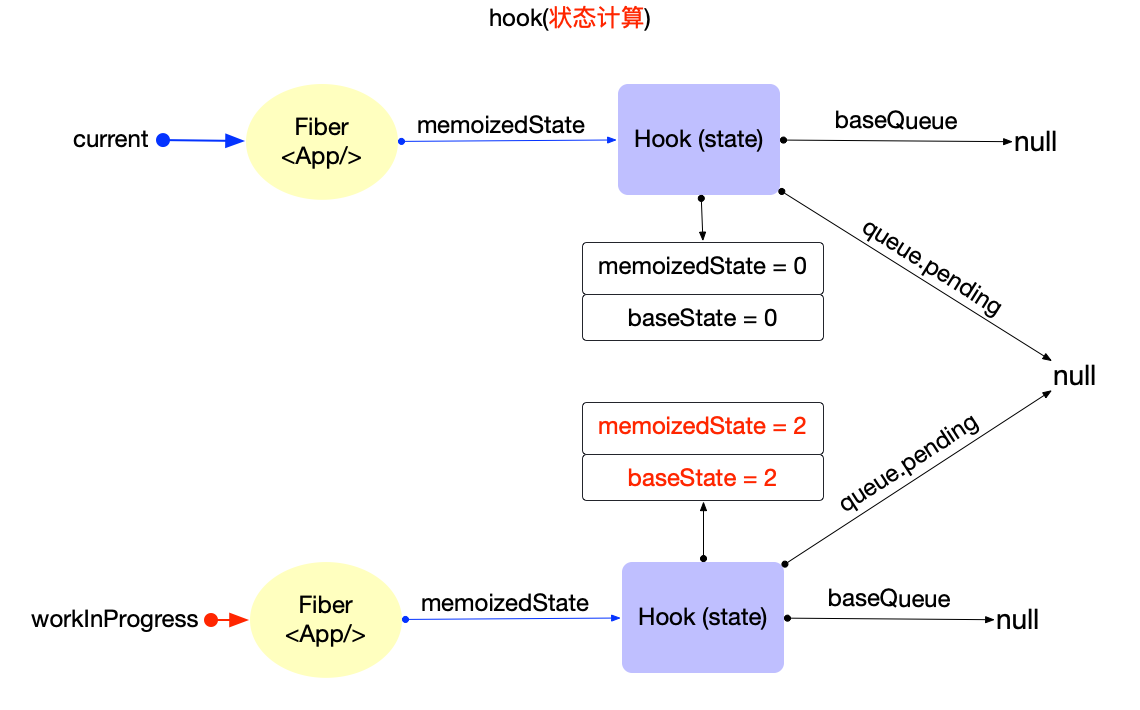 hook(状态计算)
current
Fiber
<App/>
memoizedState
Hook (state)
baseQueue
null
memoizedState = 0
baseState = 0
queue.pending
null
memoizedState = 2
baseState = 2
queue.pending
workInProgress
Fiber
<App/>
memoizedState
Hook (state)
baseQueue
null